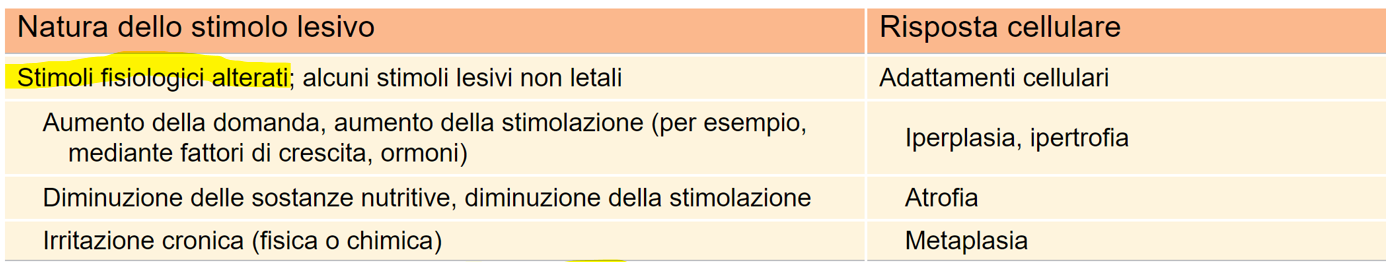 Natura dello stimolo lesivo
Risposta cellulare
Stimoli fisiologici alterati; alcuni stimoli lesivi non letali
Adattamenti cellulari
Aumento della domanda, aumento della stimolazione (per esempio,
mediante fattori di crescita, ormoni)
Iperplasia, ipertrofia
Diminuzione delle sostanze nutritive, diminuzione della stimolazione
Atrofia
Irritazione cronica (fisica o chimica)
Metaplasia